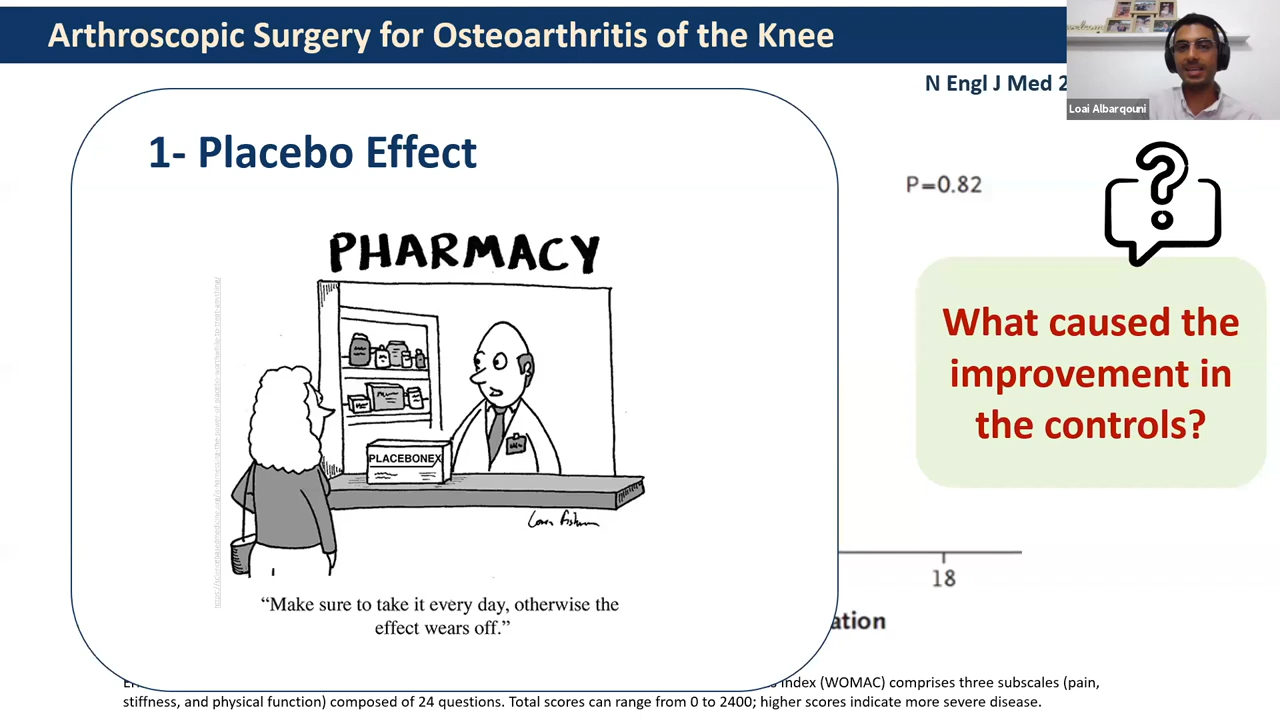 Arthroscopic Surgery for Osteoarthritis of the Knee
N Engl J Med
Loai Albarqouni
1- Placebo Effect
P=0.82
PHARMACY
What caused the
improvement in
the controls?
PLACEBONEX
Loren Fishman
18
ation
“Make sure to take it every day, otherwise the
effect wears off.”
Index (WOMAC) comprises three subscales (pain,
stiffness, and physical function) composed of 24 questions. Total scores can range from 0 to 2400; higher scores indicate more severe disease.